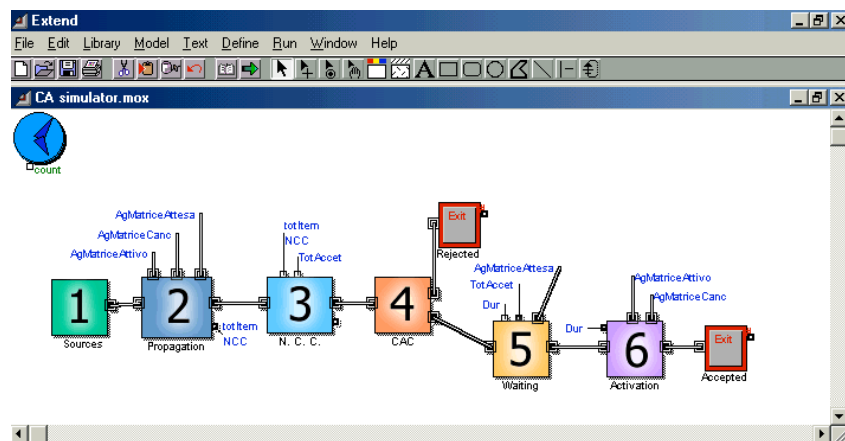 Extend
File Edit Library Model Text Define Run Window Help
A
CA simulator.mox
count
AgMatriceAttesa
AgMatriceCanc
AgMatriceAttivo
totItem
NCC
TotAccet
Exit
Rejected
1
2
3
4
Sources
Propagation
totItem
NCC
N. C. C.
CAC
AgMatriceAttesa
TotAccet
Dur
5
Waiting
Dur
AgMatriceAttivo
AgMatriceCanc
6
Activation
Exit
Accepted